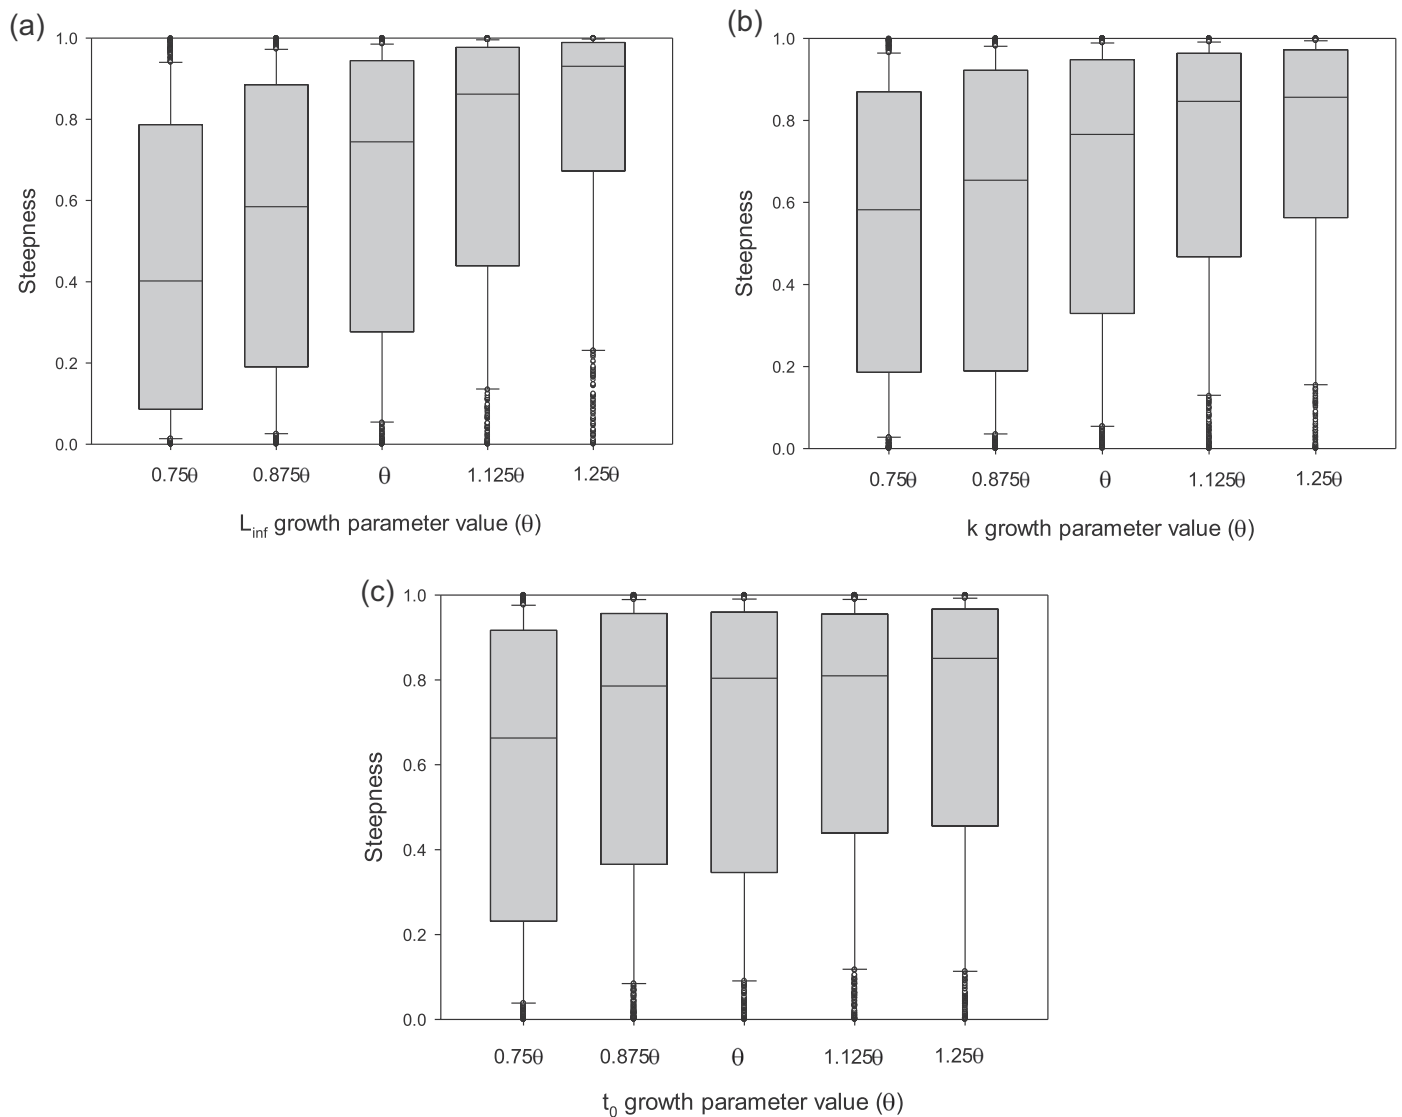 (a)
1.0
0.8
0.6
0.4
0.2
0.0
Steepness
0.75θ 0.875θ θ 1.125θ 1.25θ
L_inf growth parameter value (θ)
(b)
1.0
0.8
0.6
0.4
0.2
0.0
Steepness
0.75θ 0.875θ θ 1.125θ 1.25θ
k growth parameter value (θ)
(c)
1.0
0.8
0.6
0.4
0.2
0.0
Steepness
0.75θ 0.875θ θ 1.125θ 1.25θ
t_0 growth parameter value (θ)